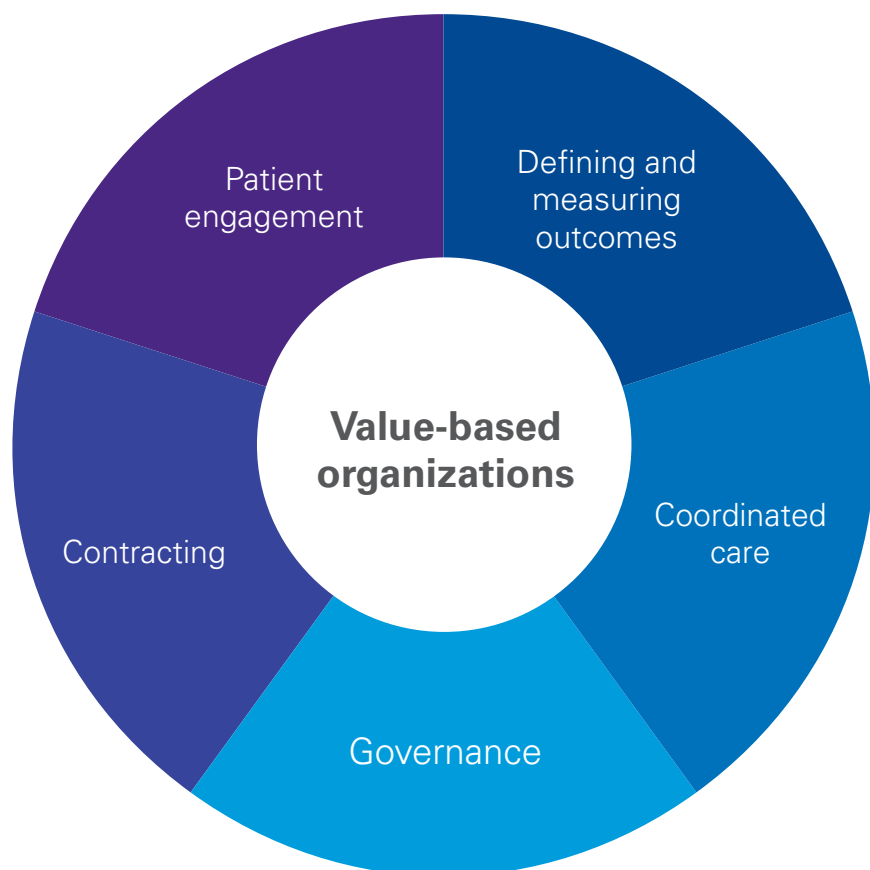 Patient
engagement
Defining and
measuring
outcomes
Value-based
organizations
Coordinated
care
Contracting
Governance